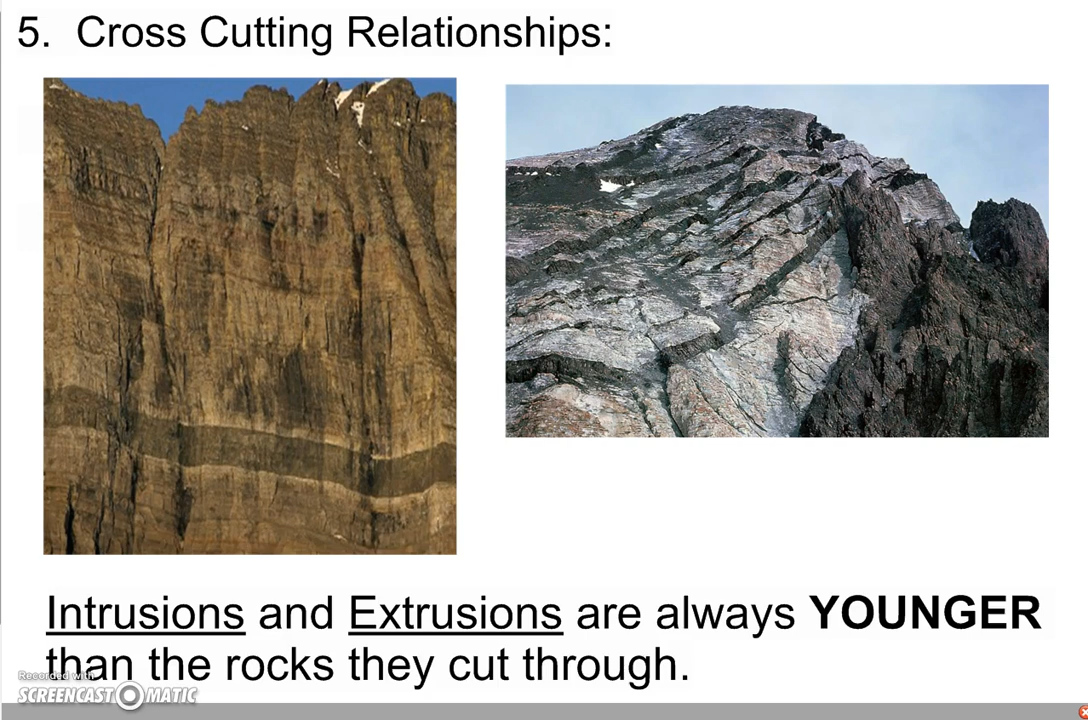 5. Cross Cutting Relationships:
Intrusions and Extrusions are always YOUNGER
than the rocks they cut through.
Recorded with
SCREENCAST MATIC